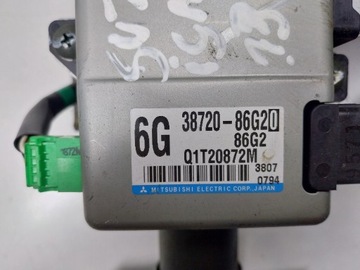 6G 38720-86G20
86G2
Q1T20872M
3807
MITSUBISHI ELECTRIC CORP. JAPAN 0794